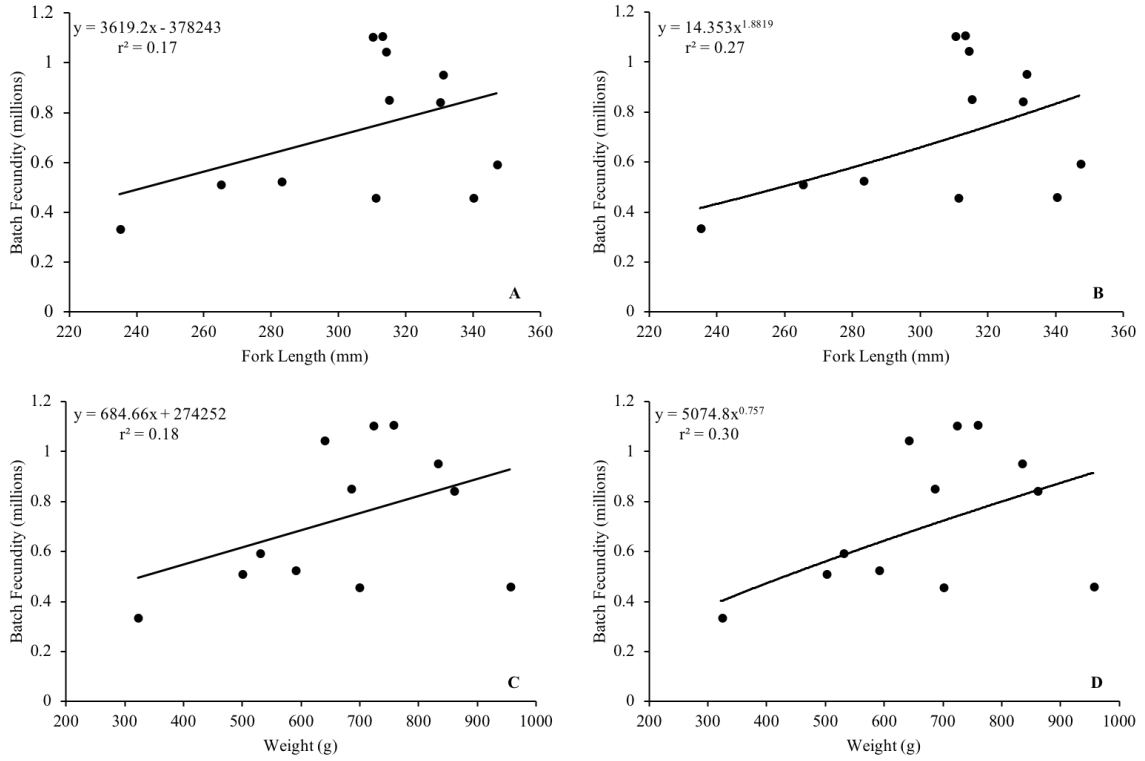 y = 3619.2x - 378243
r² = 0.17
Batch Fecundity (millions)
1.2
1
0.8
0.6
0.4
0.2
0
220 240 260 280 300 320 340 360
Fork Length (mm)
A
y = 14.353x^1.8819
r² = 0.27
Batch Fecundity (millions)
1.2
1
0.8
0.6
0.4
0.2
0
220 240 260 280 300 320 340 360
Fork Length (mm)
B
y = 684.66x + 274252
r² = 0.18
Batch Fecundity (millions)
1.2
1
0.8
0.6
0.4
0.2
0
200 300 400 500 600 700 800 900 1000
Weight (g)
C
y = 5074.8x^0.757
r² = 0.30
Batch Fecundity (millions)
1.2
1
0.8
0.6
0.4
0.2
0
200 300 400 500 600 700 800 900 1000
Weight (g)
D